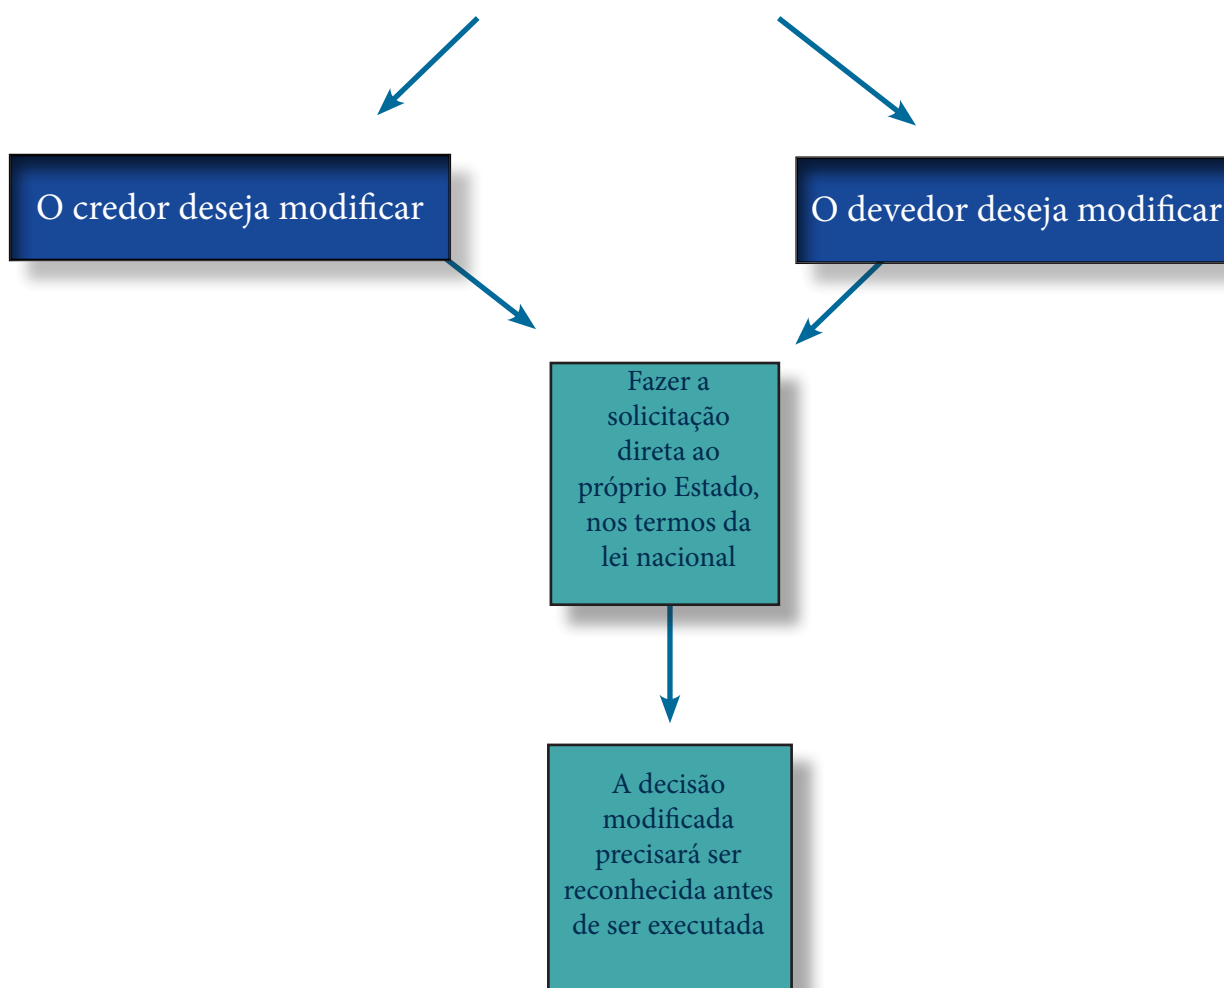 O credor deseja modificar
O devedor deseja modificar
Fazer a
solicitação
direta ao
próprio Estado,
nos termos da
lei nacional
A decisão
modificada
precisará ser
reconhecida antes
de ser executada